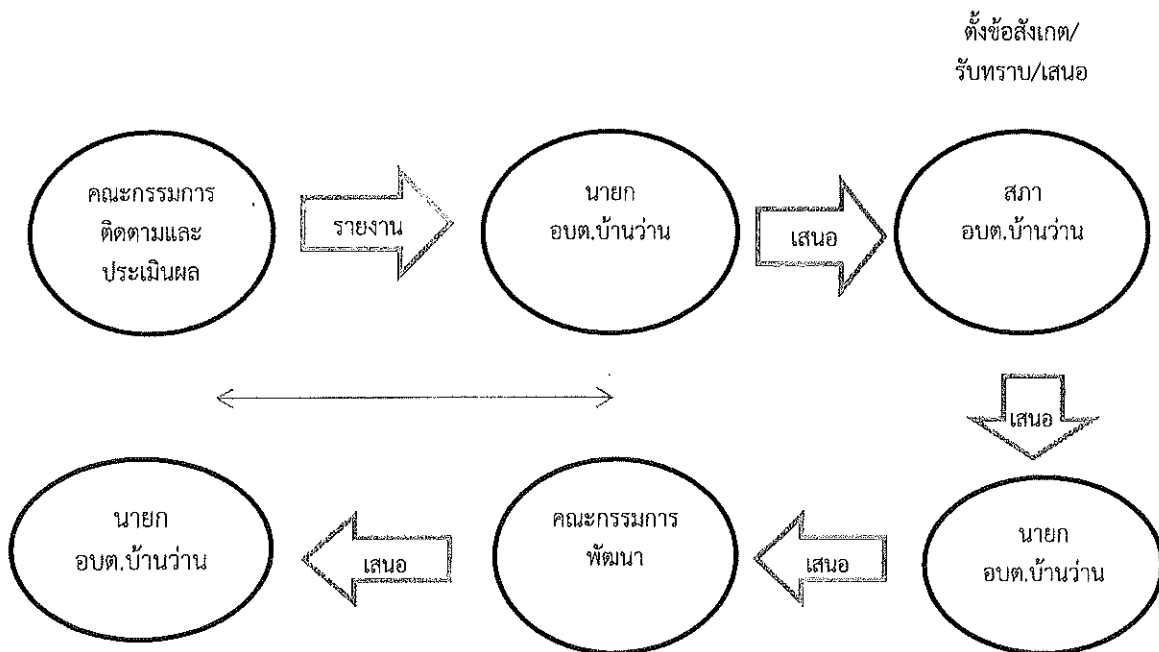 ตั้งข้อสังเกต/
รับทราบ/เสนอ
คณะกรรมการ
ติดตามและ
ประเมินผล
รายงาน
นายก
อบต.บ้านว่าน
เสนอ
สภา
อบต.บ้านว่าน
เสนอ
นายก
อบต.บ้านว่าน
เสนอ
คณะกรรมการ
พัฒนา
เสนอ
นายก
อบต.บ้านว่าน